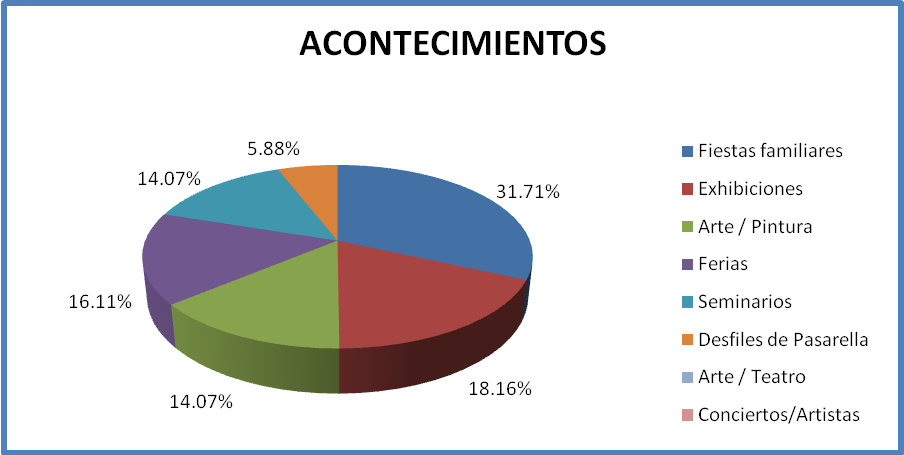 ACONTECIMIENTOS
5.88%
14.07%
31.71%
16.11%
14.07%
18.16%
Fiestas familiares
Exhibiciones
Arte / Pintura
Ferias
Seminarios
Desfiles de Pasarella
Arte / Teatro
Conciertos/Artistas